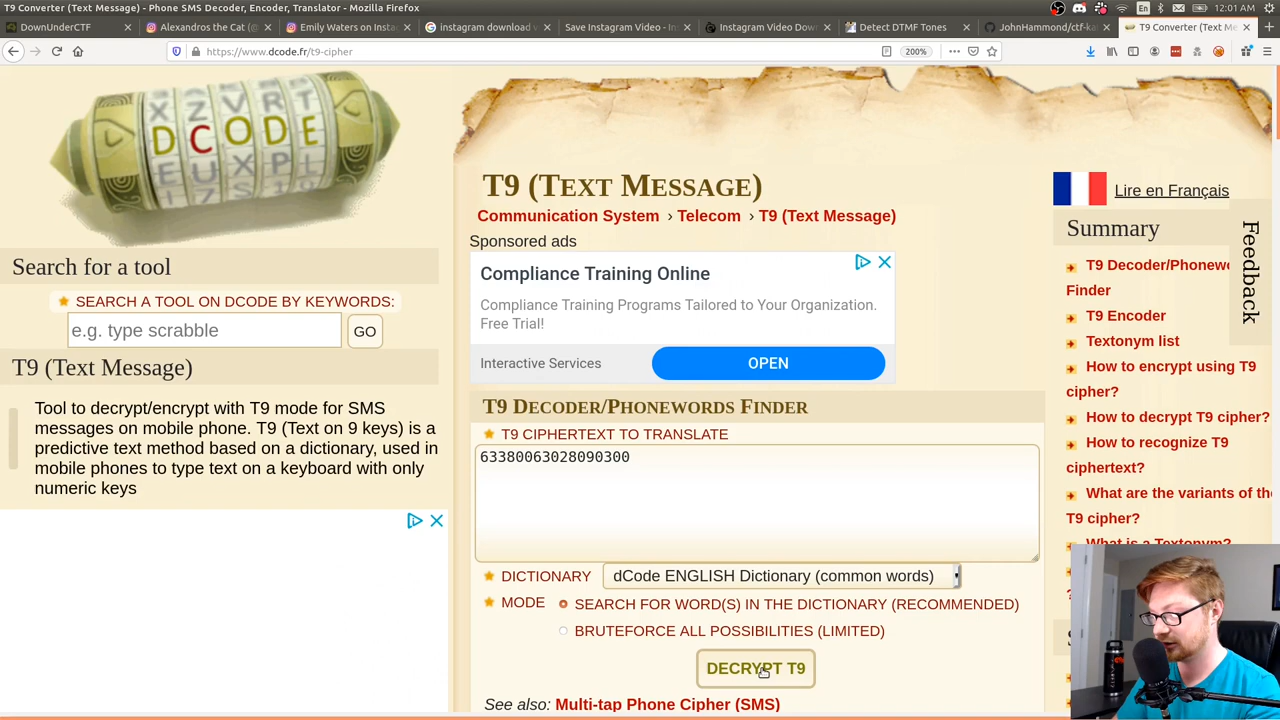 T9 Converter (Text Message) - Phone SMS Decoder, Encoder, Translator - Mozilla Firefox
En
12:01 AM
DownUnderCTF
Alexandros the Cat (@
Emily Waters on Insta
instagram download v
Save Instagram Video - In
Instagram Video Dow
Detect DTMF Tones
JohnHammond/ctf-ka
T9 Converter (Text Me
https://www.dcode.fr/t9-cipher
200%
DCODE
T9 (TEXT MESSAGE)
Communication System › Telecom › T9 (Text Message)
Sponsored ads
Compliance Training Online
Compliance Training Programs Tailored to Your Organization.
Free Trial!
Interactive Services
OPEN
Search for a tool
SEARCH A TOOL ON DCODE BY KEYWORDS:
e.g. type scrabble
GO
T9 (Text Message)
Tool to decrypt/encrypt with T9 mode for SMS
messages on mobile phone. T9 (Text on 9 keys) is a
predictive text method based on a dictionary, used in
mobile phones to type text on a keyboard with only
numeric keys
T9 DECODER/PHONEWORDS FINDER
T9 CIPHERTEXT TO TRANSLATE
63380063028090300
DICTIONARY
dCode ENGLISH Dictionary (common words)
MODE
SEARCH FOR WORD(S) IN THE DICTIONARY (RECOMMENDED)
BRUTEFORCE ALL POSSIBILITIES (LIMITED)
DECRYPT T9
See also: Multi-tap Phone Cipher (SMS)
Lire en Français
Summary
T9 Decoder/Phonewo
Finder
T9 Encoder
Textonym list
How to encrypt using T9
cipher?
How to decrypt T9 cipher?
How to recognize T9
ciphertext?
What are the variants of the
T9 cipher?
What is a Textonym?
Feedback